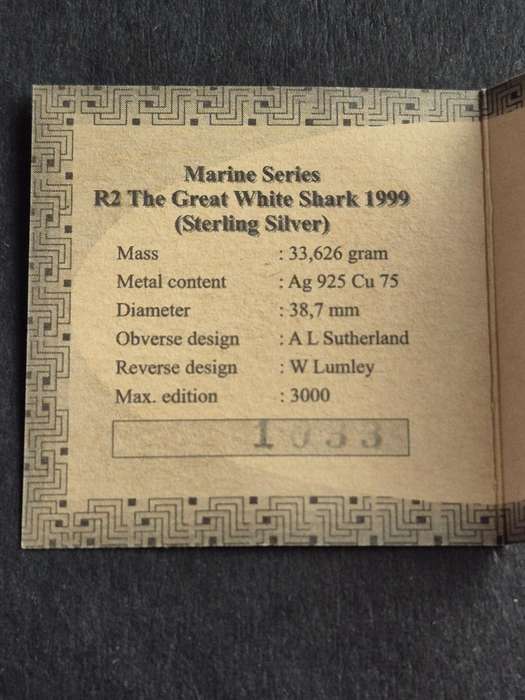 Marine Series
R2 The Great White Shark 1999
(Sterling Silver)
Mass : 33,626 gram
Metal content : Ag 925 Cu 75
Diameter : 38,7 mm
Obverse design : A L Sutherland
Reverse design : W Lumley
Max. edition : 3000
1033